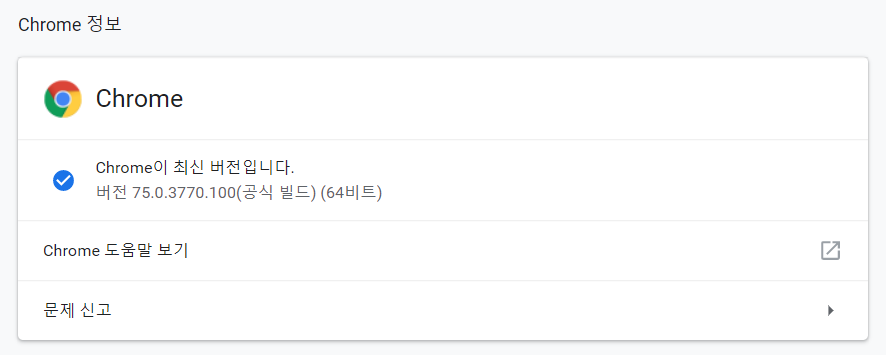 Chrome 정보
Chrome
Chrome이 최신 버전입니다.
버전 75.0.3770.100(공식 빌드) (64비트)
Chrome 도움말 보기
문제 신고